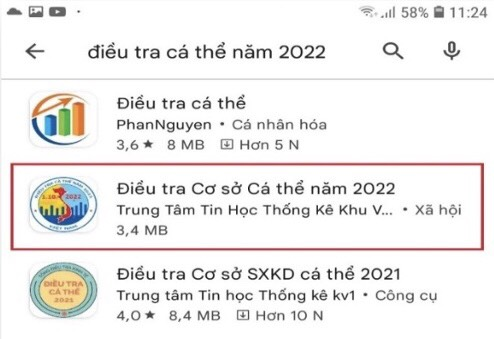 58% 11:24
điều tra cá thể năm 2022
Điều tra cá thể
PhanNguyen • Cá nhân hóa
3,6 ★ 8 MB Hơn 5 N
Điều tra Cơ sở Cá thể năm 2022
Trung Tâm Tin Học Thống Kê Khu V... • Xã hội
3,4 MB
Điều tra Cơ sở SXKD cá thể 2021
Trung tâm Tin học Thống kê kv1 • Công cụ
ĐIỀU TRA
CÁ THỂ
2021
4,0 ★ 8,4 MB Hơn 10 N